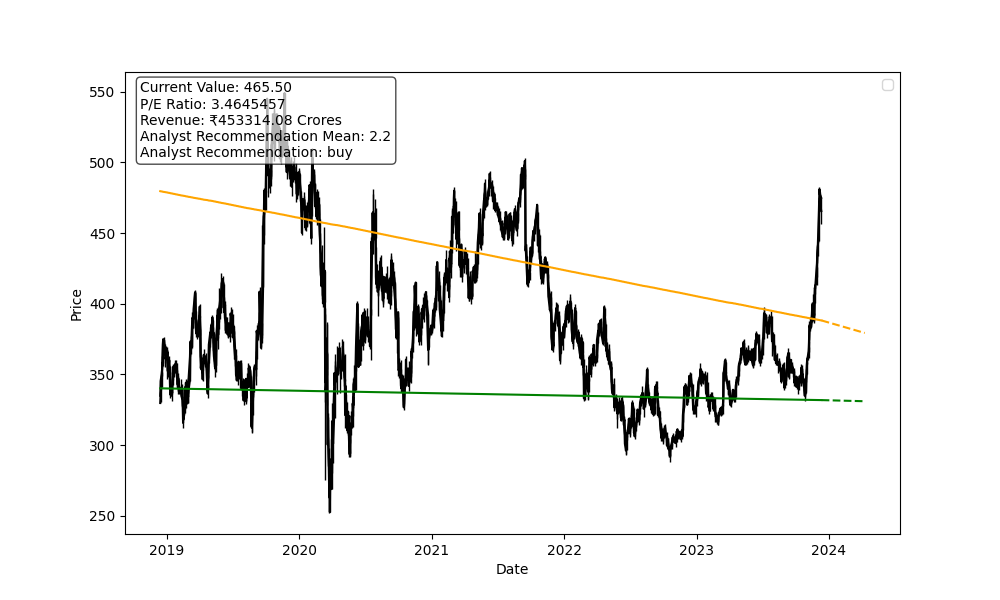 Current Value: 465.50
P/E Ratio: 3.4645457
Revenue: ₹453314.08 Crores
Analyst Recommendation Mean: 2.2
Analyst Recommendation: buy
Price
550
500
450
400
350
300
250
2019 2020 2021 2022 2023 2024
Date